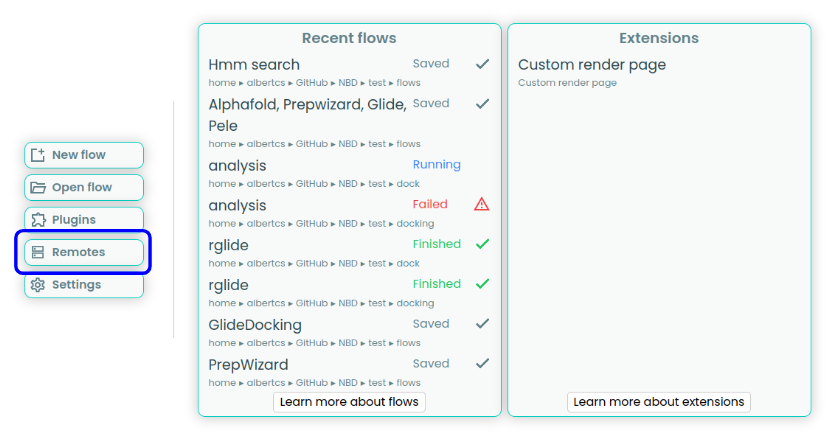 New flow
Open flow
Plugins
Remotes
Settings
Recent flows
Hmm search Saved
home ▸ albertcs ▸ GitHub ▸ NBD ▸ test ▸ flows
Alphafold, Prepwizard, Glide, Saved
Pele
home ▸ albertcs ▸ GitHub ▸ NBD ▸ test ▸ flows
analysis Running
home ▸ albertcs ▸ GitHub ▸ NBD ▸ test ▸ dock
analysis Failed
home ▸ albertcs ▸ GitHub ▸ NBD ▸ test ▸ docking
rglide Finished
home ▸ albertcs ▸ GitHub ▸ NBD ▸ test ▸ dock
rglide Finished
home ▸ albertcs ▸ GitHub ▸ NBD ▸ test ▸ docking
GlideDocking Saved
home ▸ albertcs ▸ GitHub ▸ NBD ▸ test ▸ flows
PrepWizard Saved
home ▸ albertcs ▸ GitHub ▸ NBD ▸ test ▸ flows
Learn more about flows
Extensions
Custom render page
Custom render page
Learn more about extensions